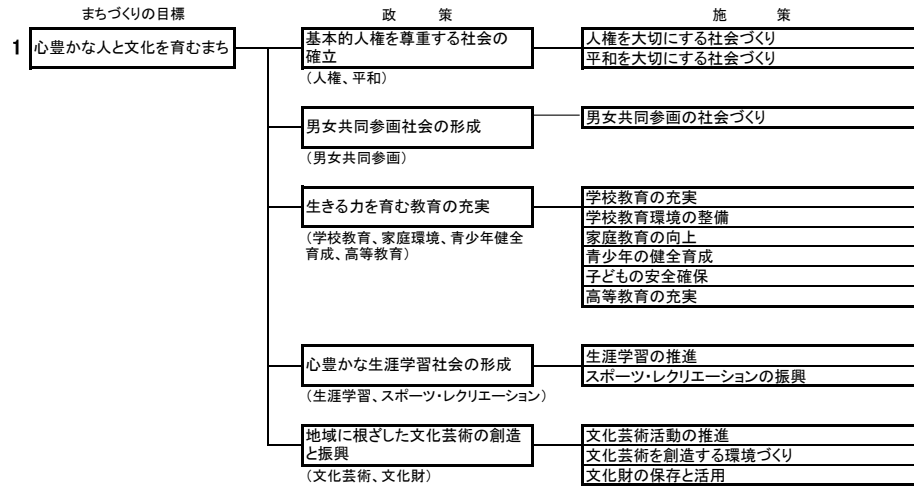 まちづくりの目標 政 策 施 策
1 心豊かな人と文化を育むまち
基本的人権を尊重する社会の
確立
(人権、平和)
人権を大切にする社会づくり
平和を大切にする社会づくり
男女共同参画社会の形成
(男女共同参画)
男女共同参画の社会づくり
生きる力を育む教育の充実
(学校教育、家庭環境、青少年健全
育成、高等教育)
学校教育の充実
学校教育環境の整備
家庭教育の向上
青少年の健全育成
子どもの安全確保
高等教育の充実
心豊かな生涯学習社会の形成
(生涯学習、スポーツ・レクリエーション)
生涯学習の推進
スポーツ・レクリエーションの振興
地域に根ざした文化芸術の創造
と振興
(文化芸術、文化財)
文化芸術活動の推進
文化芸術を創造する環境づくり
文化財の保存と活用